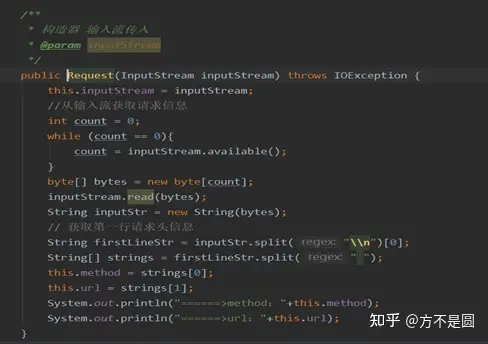 /**
 * 构造器 输入流传入
 * @param inputStream
 */
public Request(InputStream inputStream) throws IOException {
    this.inputStream = inputStream;
    //从输入流获取请求信息
    int count = 0;
    while (count == 0){
        count = inputStream.available();
    }
    byte[] bytes = new byte[count];
    inputStream.read(bytes);
    String inputStr = new String(bytes);
    // 获取第一行请求头信息
    String firstLineStr = inputStr.split( regex: "\\n")[0];
    String[] strings = firstLineStr.split( regex: " ");
    this.method = strings[0];
    this.url = strings[1];
    System.out.println("======>method："+this.method);
    System.out.println("======>url："+this.url);
}
知乎 @方不是圆